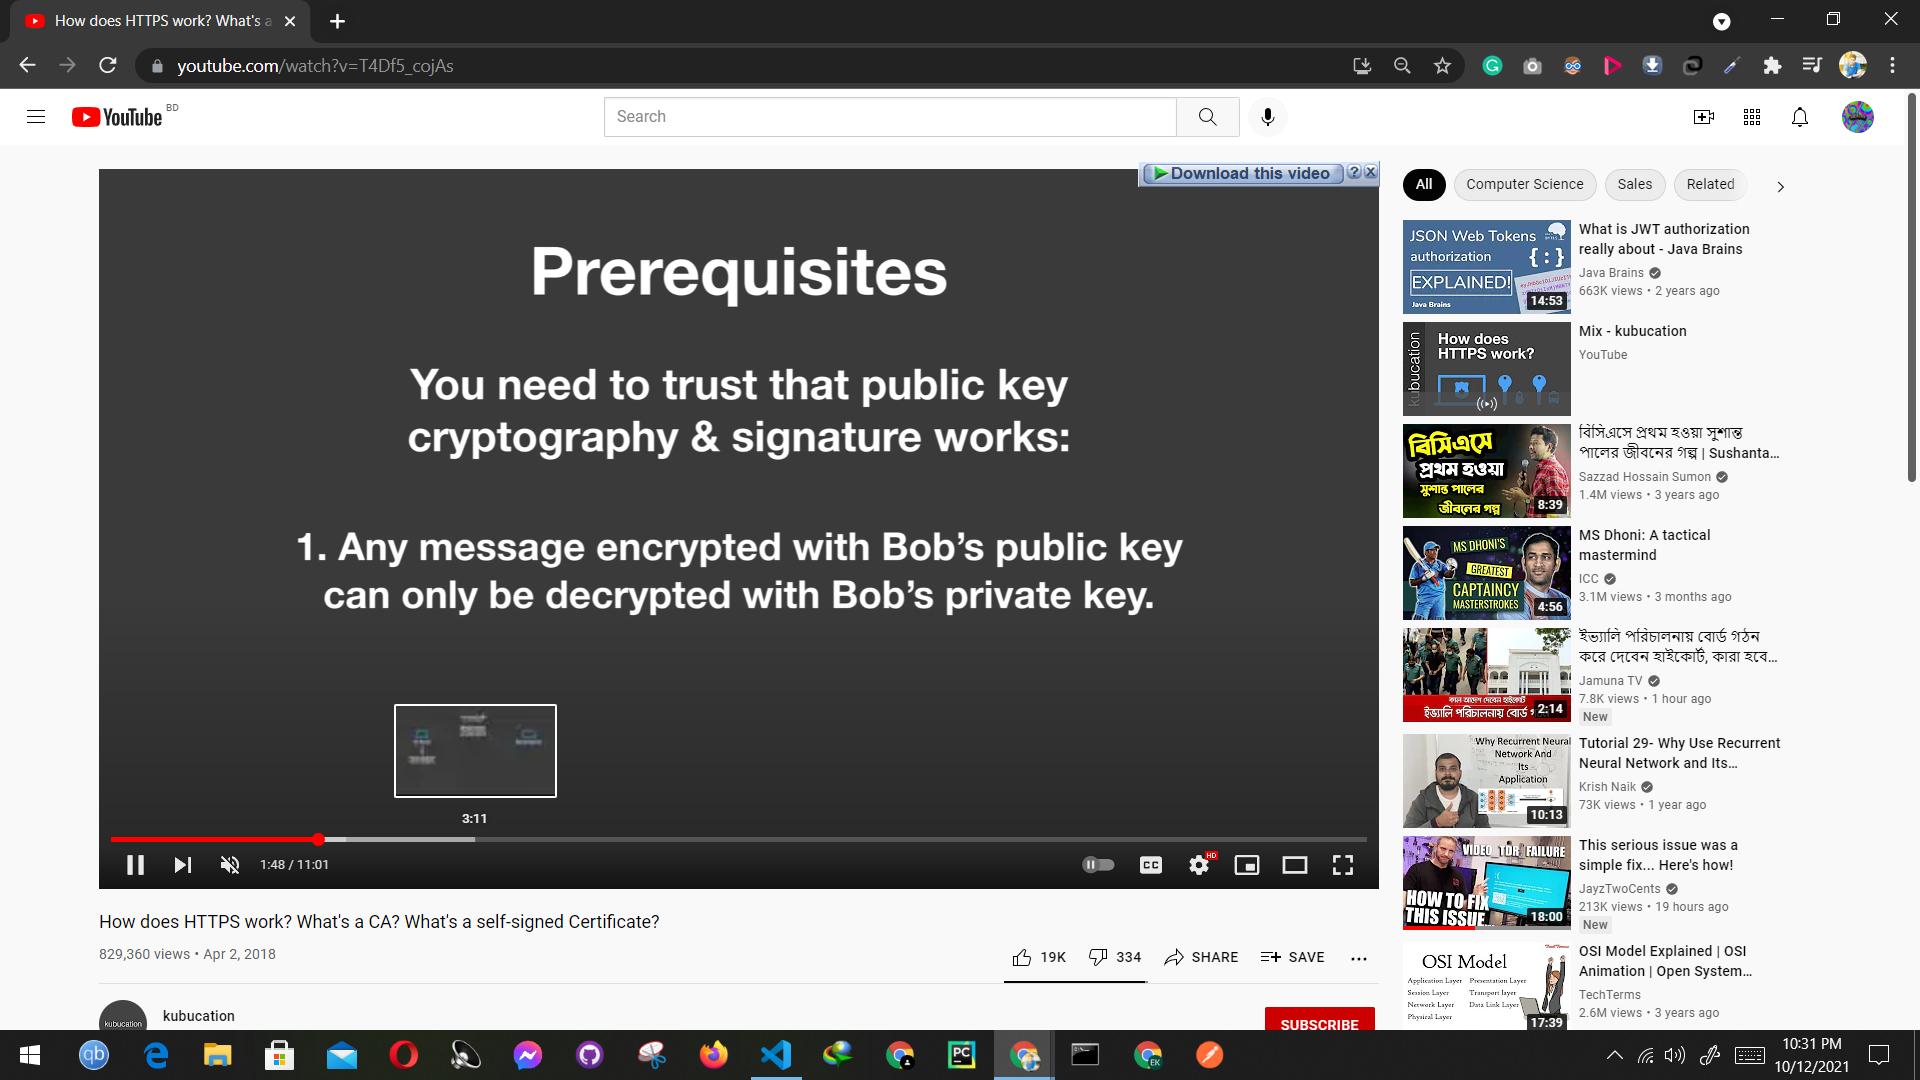 How does HTTPS work? What's a
youtube.com/watch?v=T4Df5_cojAs
YouTube BD
Search
Download this video
Prerequisites
You need to trust that public key
cryptography & signature works:
1. Any message encrypted with Bob's public key
can only be decrypted with Bob's private key.
3:11
1:48 / 11:01
CC
HD
How does HTTPS work? What's a CA? What's a self-signed Certificate?
829,360 views • Apr 2, 2018
19K
334
SHARE
SAVE
kubucation
kubucation
SUBSCRIBE
All
Computer Science
Sales
Related
JSON Web Tokens
authorization
{:}
EXPLAINED!
Java Brains
14:53
What is JWT authorization
really about - Java Brains
Java Brains
663K views • 2 years ago
kubucation
How does
HTTPS work?
Mix - kubucation
YouTube
বিসিএসে
প্রথম হওয়া
সুশান্ত পালের
জীবনের গল্প
8:39
বিসিএসে প্রথম হওয়া সুশান্ত
পালের জীবনের গল্প | Sushanta...
Sazzad Hossain Sumon
1.4M views • 3 years ago
MS DHONI'S
GREATEST
CAPTAINCY
MASTERSTROKES
4:56
MS Dhoni: A tactical
mastermind
ICC
3.1M views • 3 months ago
ইভ্যালি পরিচালনায় বোর্ড গঠন
2:14
ইভ্যালি পরিচালনায় বোর্ড গঠন
করে দেবেন হাইকোর্ট, কারা হবে...
Jamuna TV
7.8K views • 1 hour ago
New
Why Recurrent Neural
Network And
Its
Application
10:13
Tutorial 29- Why Use Recurrent
Neural Network and Its...
Krish Naik
73K views • 1 year ago
VIDEO TDR FAILURE
HOW TO FIX
THIS ISSUE
18:00
This serious issue was a
simple fix... Here's how!
JayzTwoCents
213K views • 19 hours ago
New
OSI Model
Application Layer Presentation Layer
Session Layer Transport layer
Network Layer Data Link Layer
Physical Layer
17:39
OSI Model Explained | OSI
Animation | Open System...
TechTerms
2.6M views • 3 years ago
qb
PC
EK
10:31 PM
10/12/2021